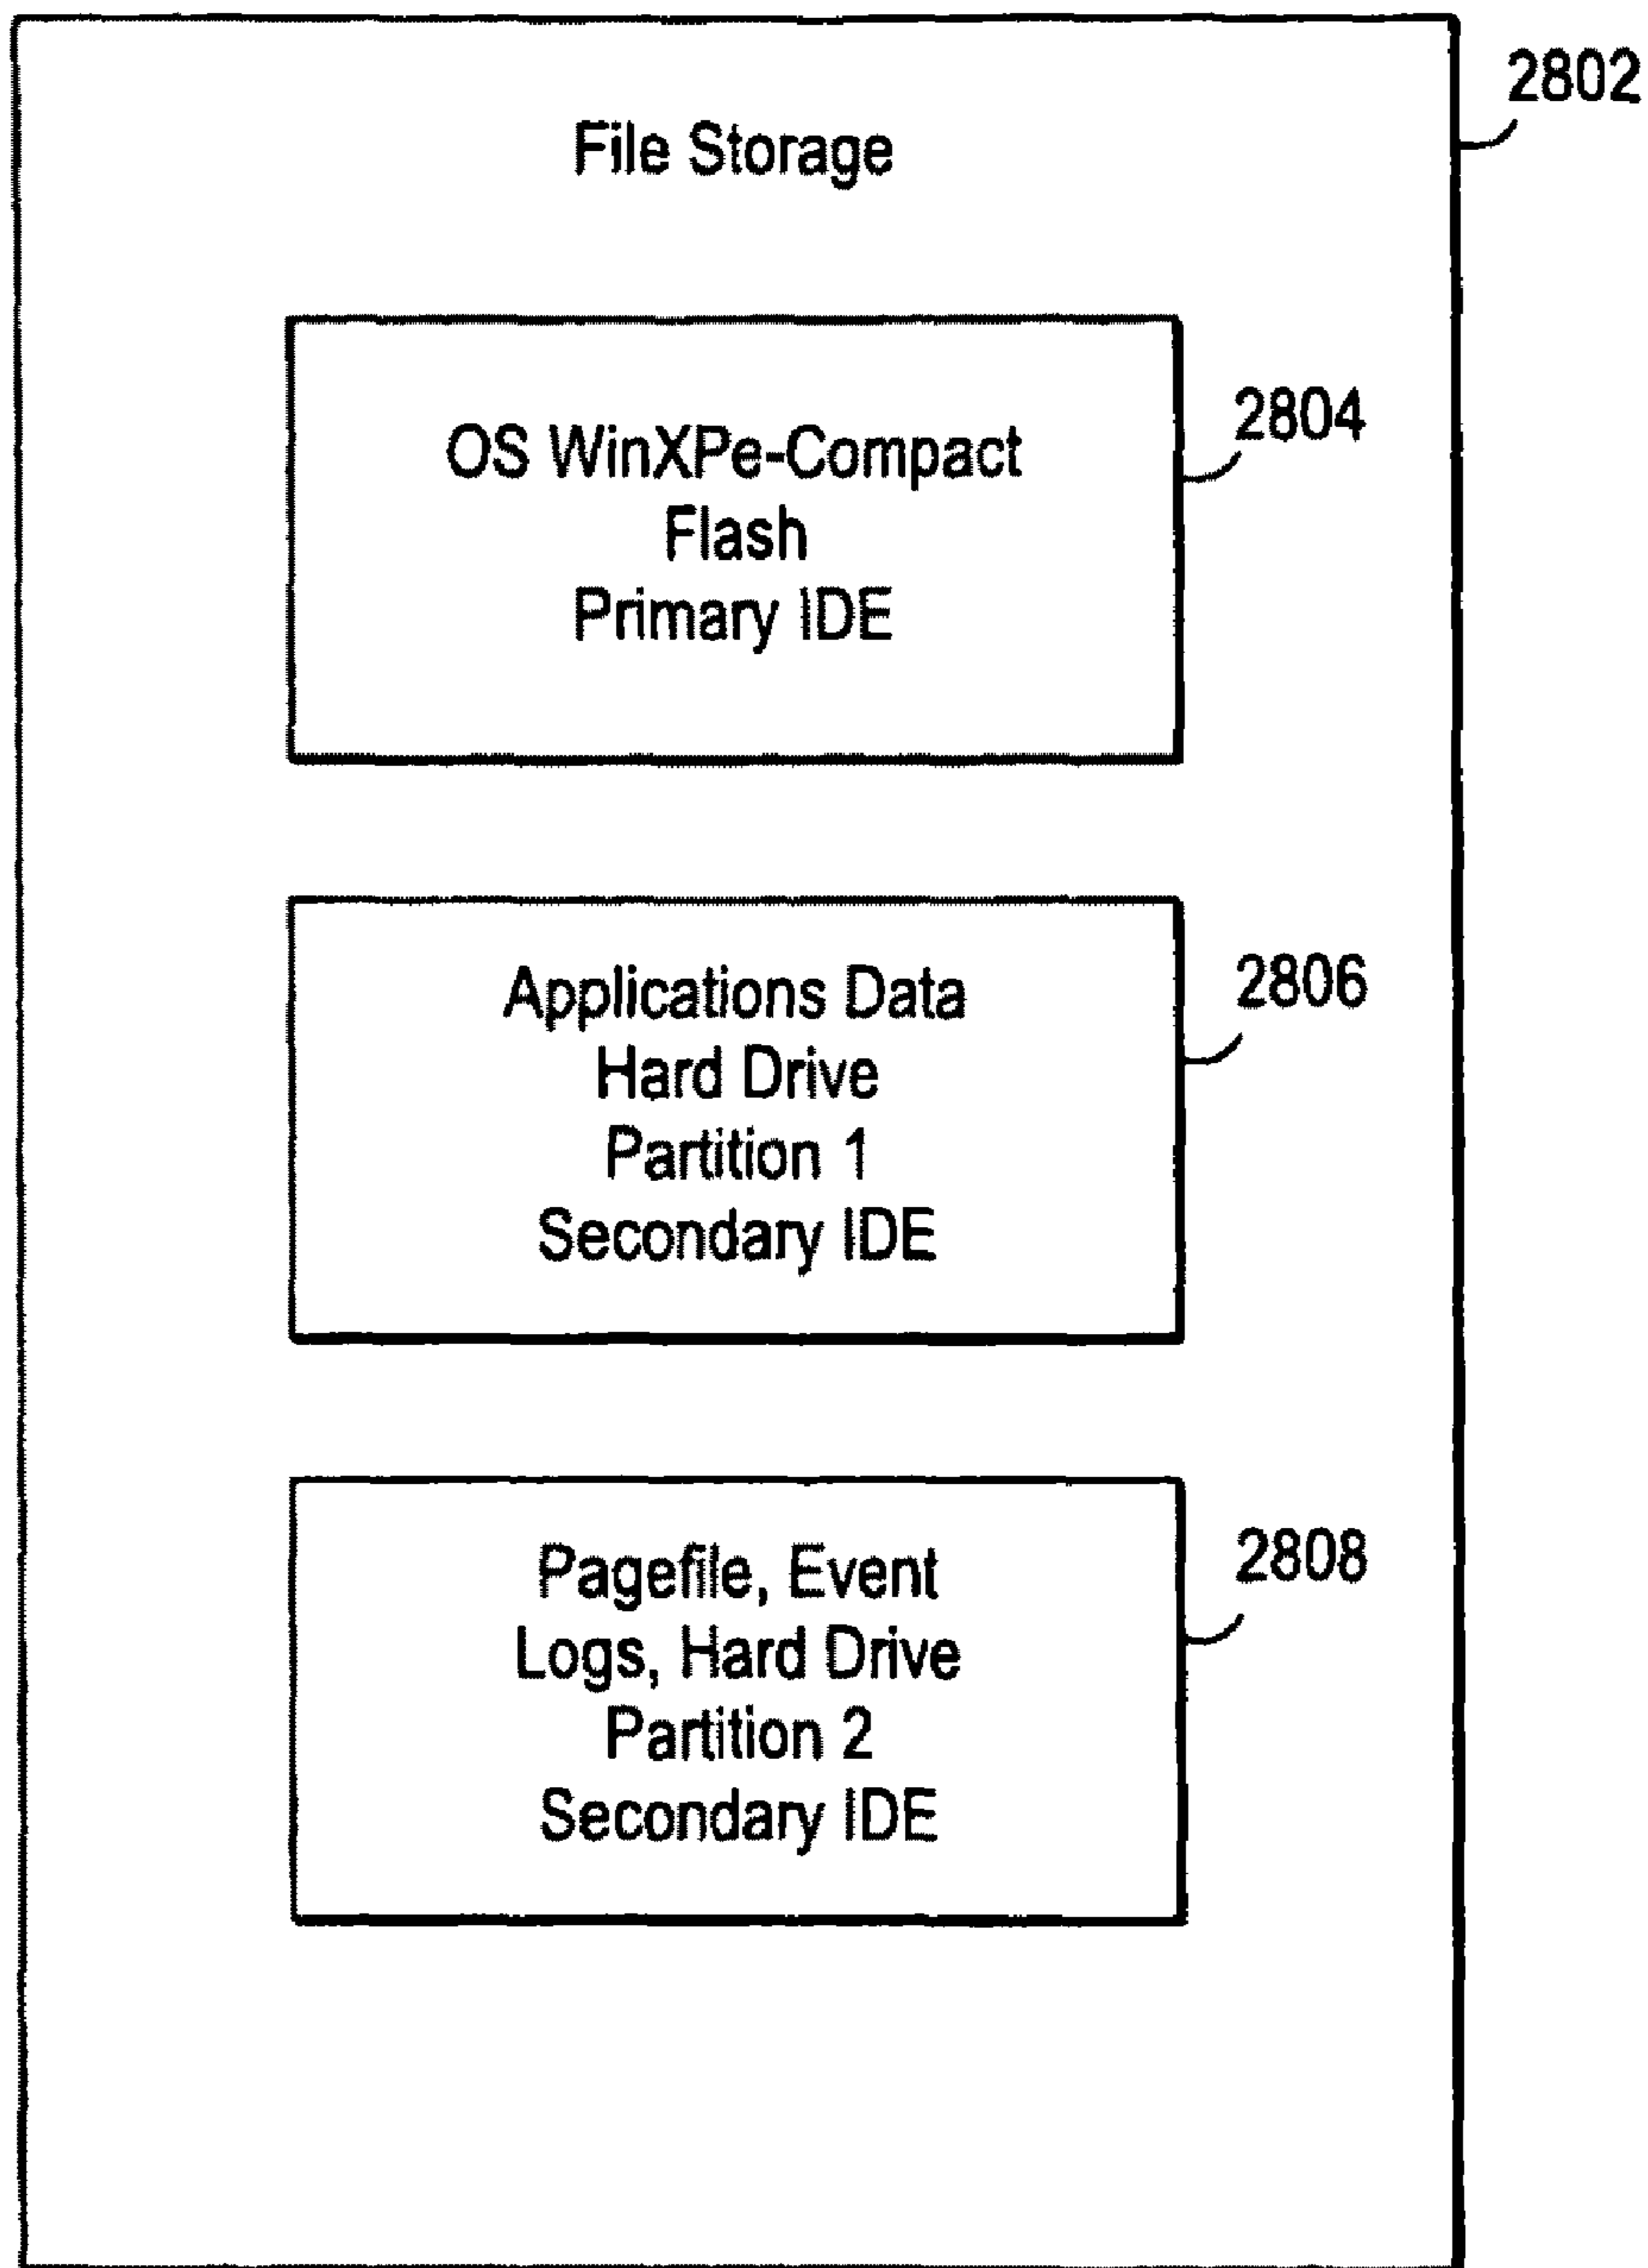 2802
File Storage
2804
OS WinXPe-Compact
Flash
Primary IDE
2806
Applications Data
Hard Drive
Partition 1
Secondary IDE
2808
Pagefile, Event
Logs, Hard Drive
Partition 2
Secondary IDE